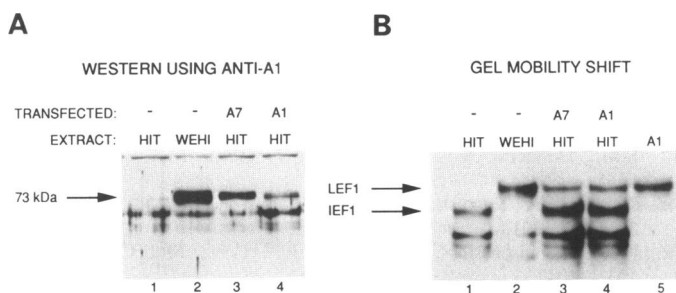 A
WESTERN USING ANTI-A1
TRANSFECTED: - - A7 A1
EXTRACT: HIT WEHI HIT HIT
73 kDa
1 2 3 4
B
GEL MOBILITY SHIFT
- - A7 A1
HIT WEHI HIT HIT A1
LEF1
IEF1
1 2 3 4 5